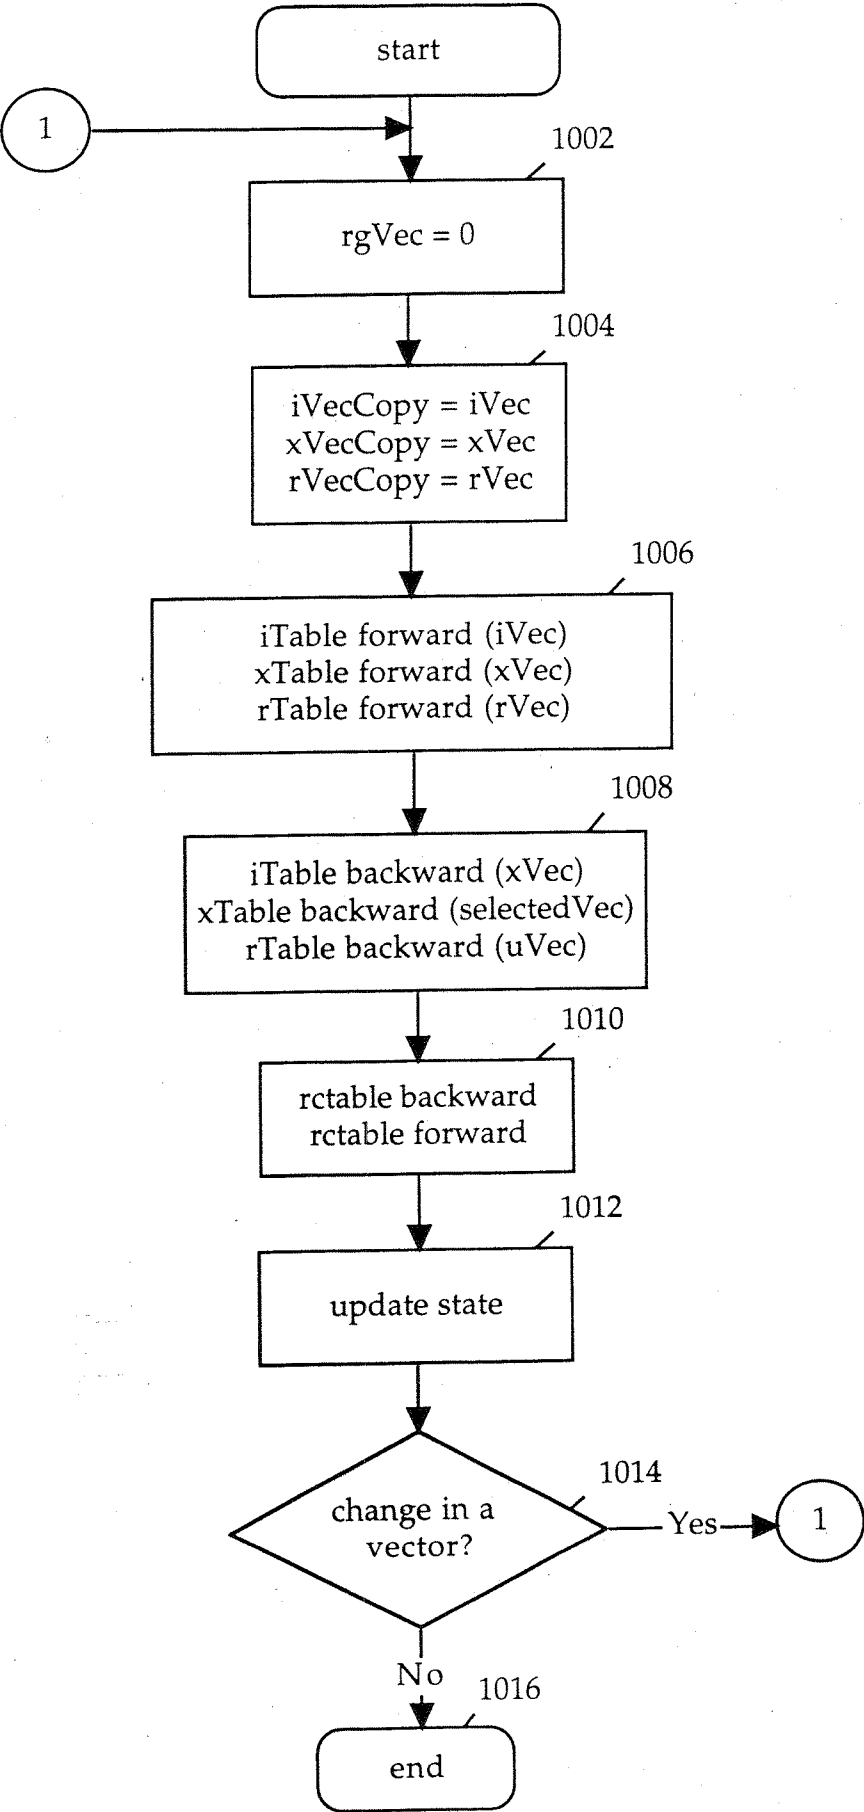 start
1
1002
rgVec = 0
1004
iVecCopy = iVec
xVecCopy = xVec
rVecCopy = rVec
1006
iTable forward (iVec)
xTable forward (xVec)
rTable forward (rVec)
1008
iTable backward (xVec)
xTable backward (selectedVec)
rTable backward (uVec)
1010
rctable backward
rctable forward
1012
update state
1014
change in a
vector?
Yes
1
No
1016
end